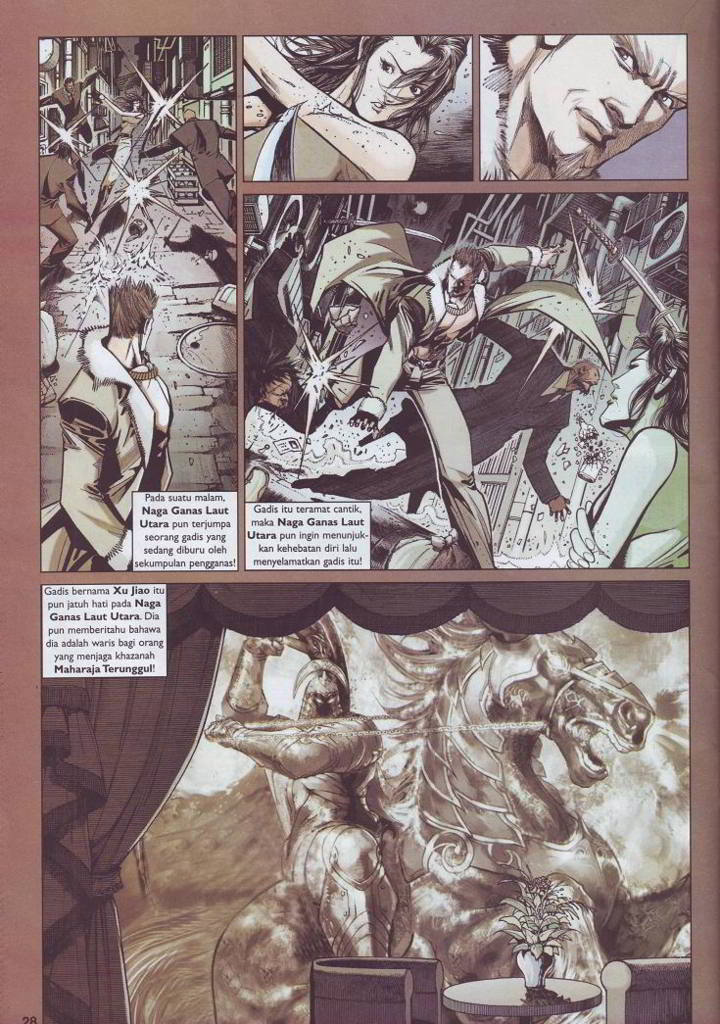 Pada suatu malam,
Naga Ganas Laut
Utara pun terjumpa
seorang gadis yang
sedang diburu oleh
sekumpulan pengganas!
Gadis itu teramat cantik,
maka Naga Ganas Laut
Utara pun ingin menunjuk-
kan kehebatan diri lalu
menyelamatkan gadis itu!
Gadis bernama Xu Jiao itu
pun jatuh hati pada Naga
Ganas Laut Utara. Dia
pun memberitahu bahawa
dia adalah waris bagi orang
yang menjaga khazanah
Maharaja Terunggul!
28